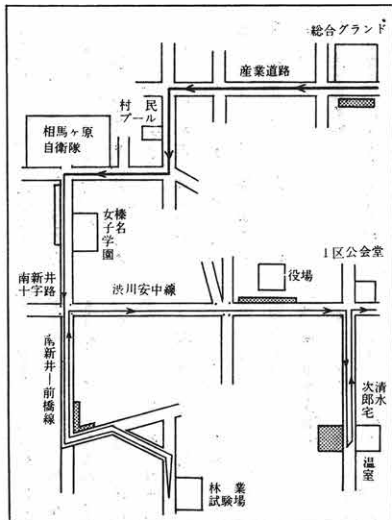 総合グランド
産業道路
村民
プール
相馬ヶ原
自衛隊
榛名
女子学園
南新井
十字路
渋川安中線
役場
1区公会堂
南新井―前橋線
清水
次郎宅
温室
林業
試験場